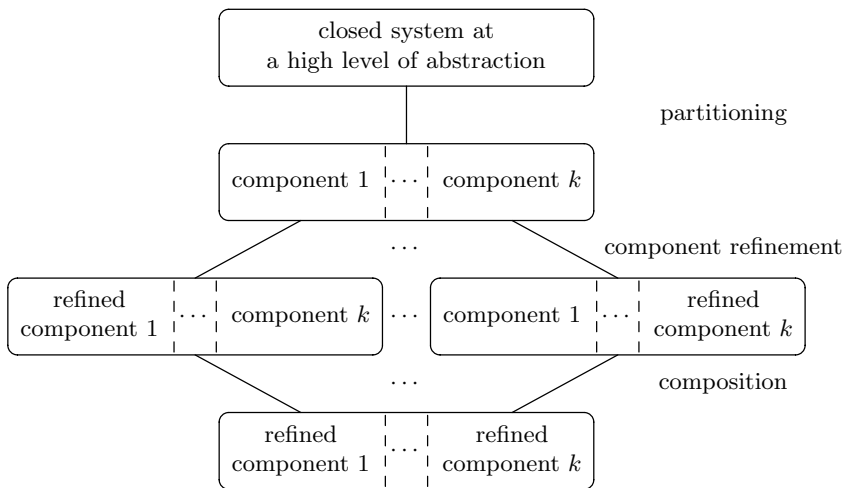 closed system at
a high level of abstraction
partitioning
component 1 ... component k
...
component refinement
refined
component 1 ... component k ... component 1 ... refined
component k
...
composition
refined
component 1 ... refined
component k